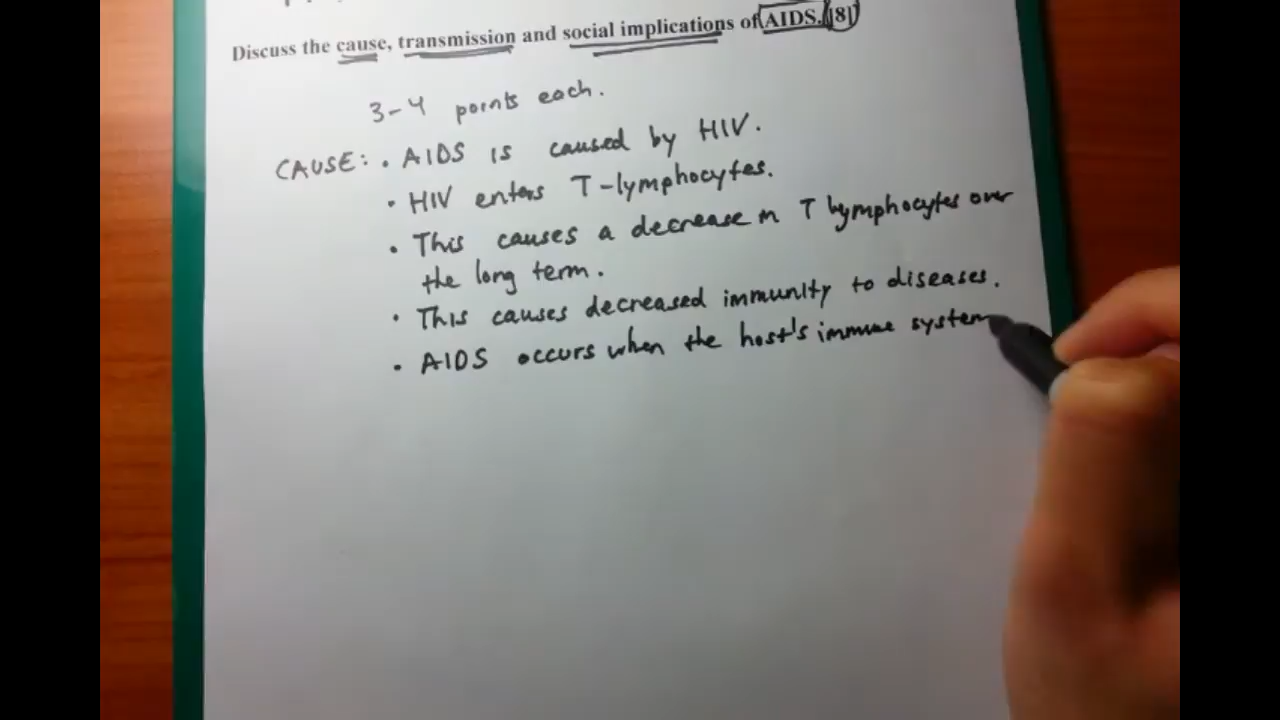 Discuss the cause, transmission and social implications of AIDS. (8)
3-4 points each.
CAUSE: • AIDS is caused by HIV.
• HIV enters T-lymphocytes.
• This causes a decrease in T lymphocytes over
the long term.
• This causes decreased immunity to diseases.
• AIDS occurs when the host's immune system